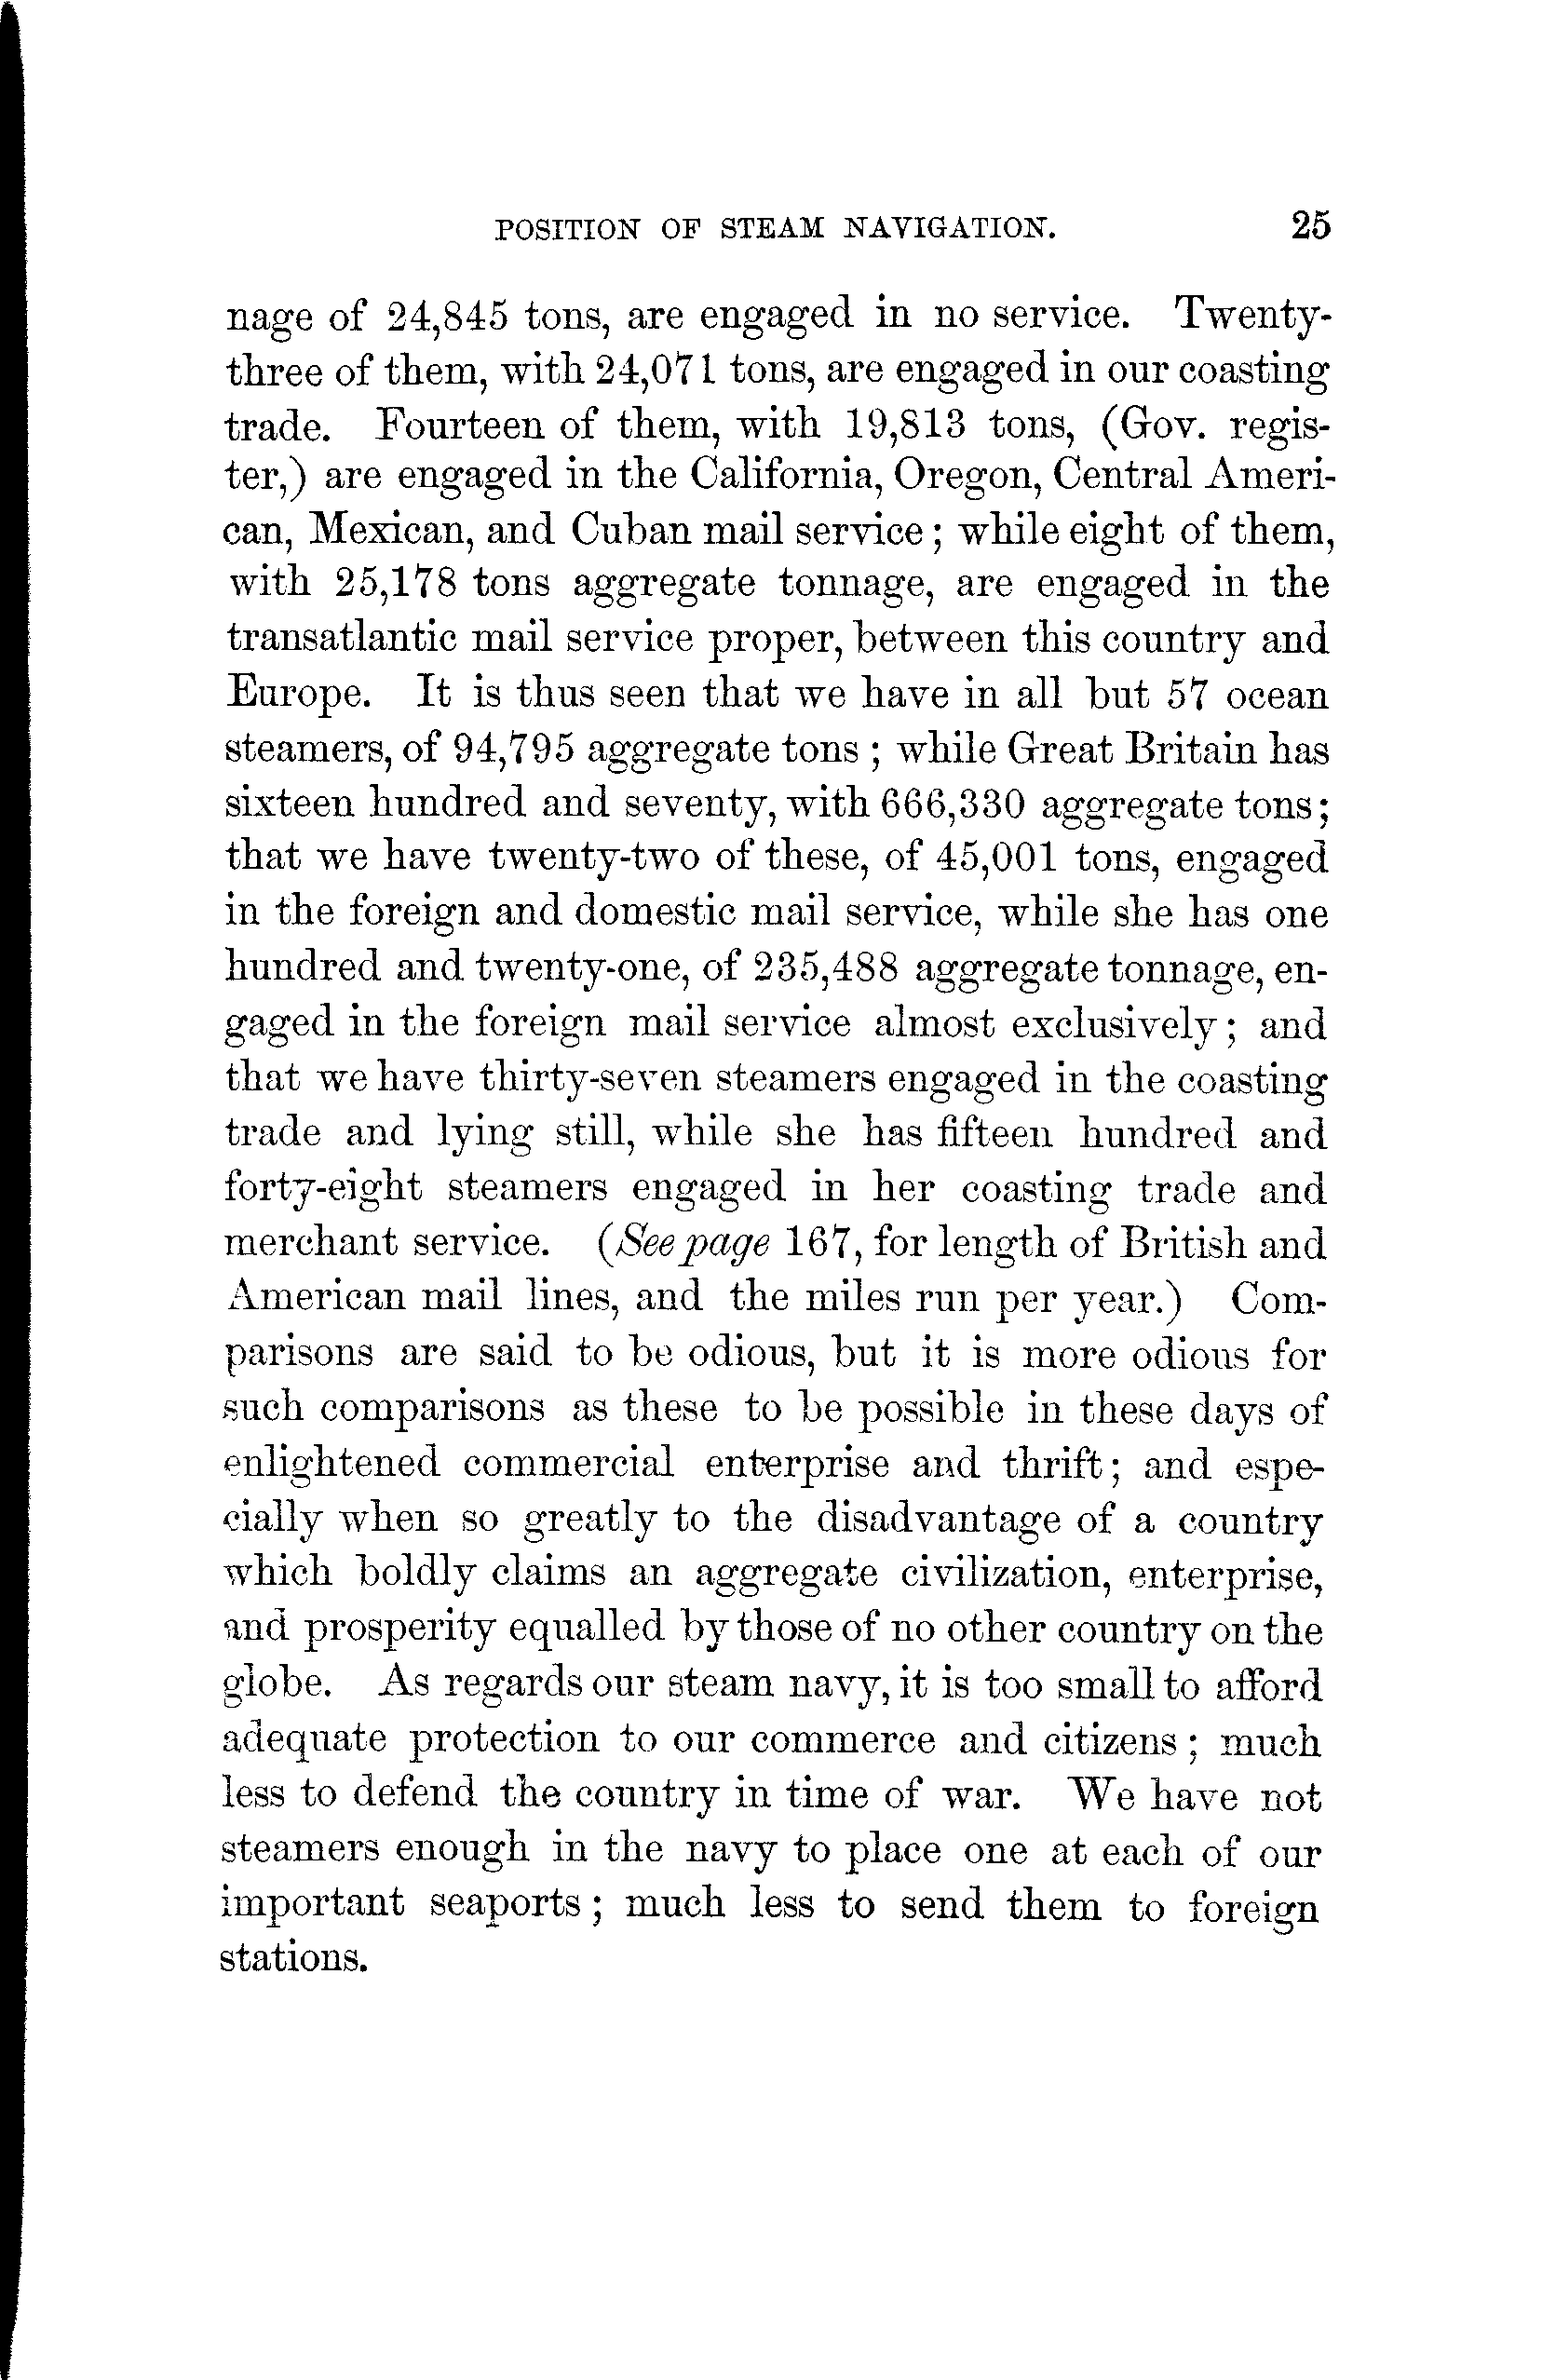 POSITION OF STEAM NAVIGATION. 25
nage of 24,845 tons, are engaged in no service. Twenty-
three of them, with 24,071 tons, are engaged in our coasting
trade. Fourteen of them, with 19,813 tons, (Gov. regis-
ter,) are engaged in the California, Oregon, Central Ameri-
can, Mexican, and Cuban mail service; while eight of them,
with 25,178 tons aggregate tonnage, are engaged in the
transatlantic mail service proper, between this country and
Europe. It is thus seen that we have in all but 57 ocean
steamers, of 94,795 aggregate tons; while Great Britain has
sixteen hundred and seventy, with 666,330 aggregate tons;
that we have twenty-two of these, of 45,001 tons, engaged
in the foreign and domestic mail service, while she has one
hundred and twenty-one, of 235,488 aggregate tonnage, en-
gaged in the foreign mail service almost exclusively; and
that we have thirty-seven steamers engaged in the coasting
trade and lying still, while she has fifteen hundred and
forty-eight steamers engaged in her coasting trade and
merchant service. (See page 167, for length of British and
American mail lines, and the miles run per year.) Com-
parisons are said to be odious, but it is more odious for
such comparisons as these to be possible in these days of
enlightened commercial enterprise and thrift; and espe-
cially when so greatly to the disadvantage of a country
which boldly claims an aggregate civilization, enterprise,
and prosperity equalled by those of no other country on the
globe. As regards our steam navy, it is too small to afford
adequate protection to our commerce and citizens; much
less to defend the country in time of war. We have not
steamers enough in the navy to place one at each of our
important seaports; much less to send them to foreign
stations.